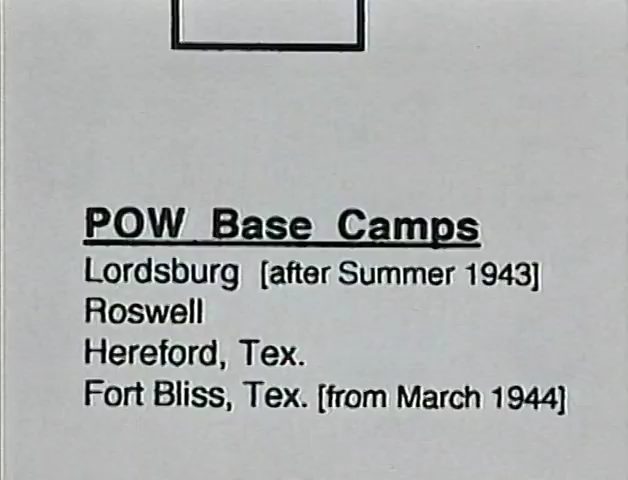 POW Base Camps
Lordsburg [after Summer 1943]
Roswell
Hereford, Tex.
Fort Bliss, Tex. [from March 1944]